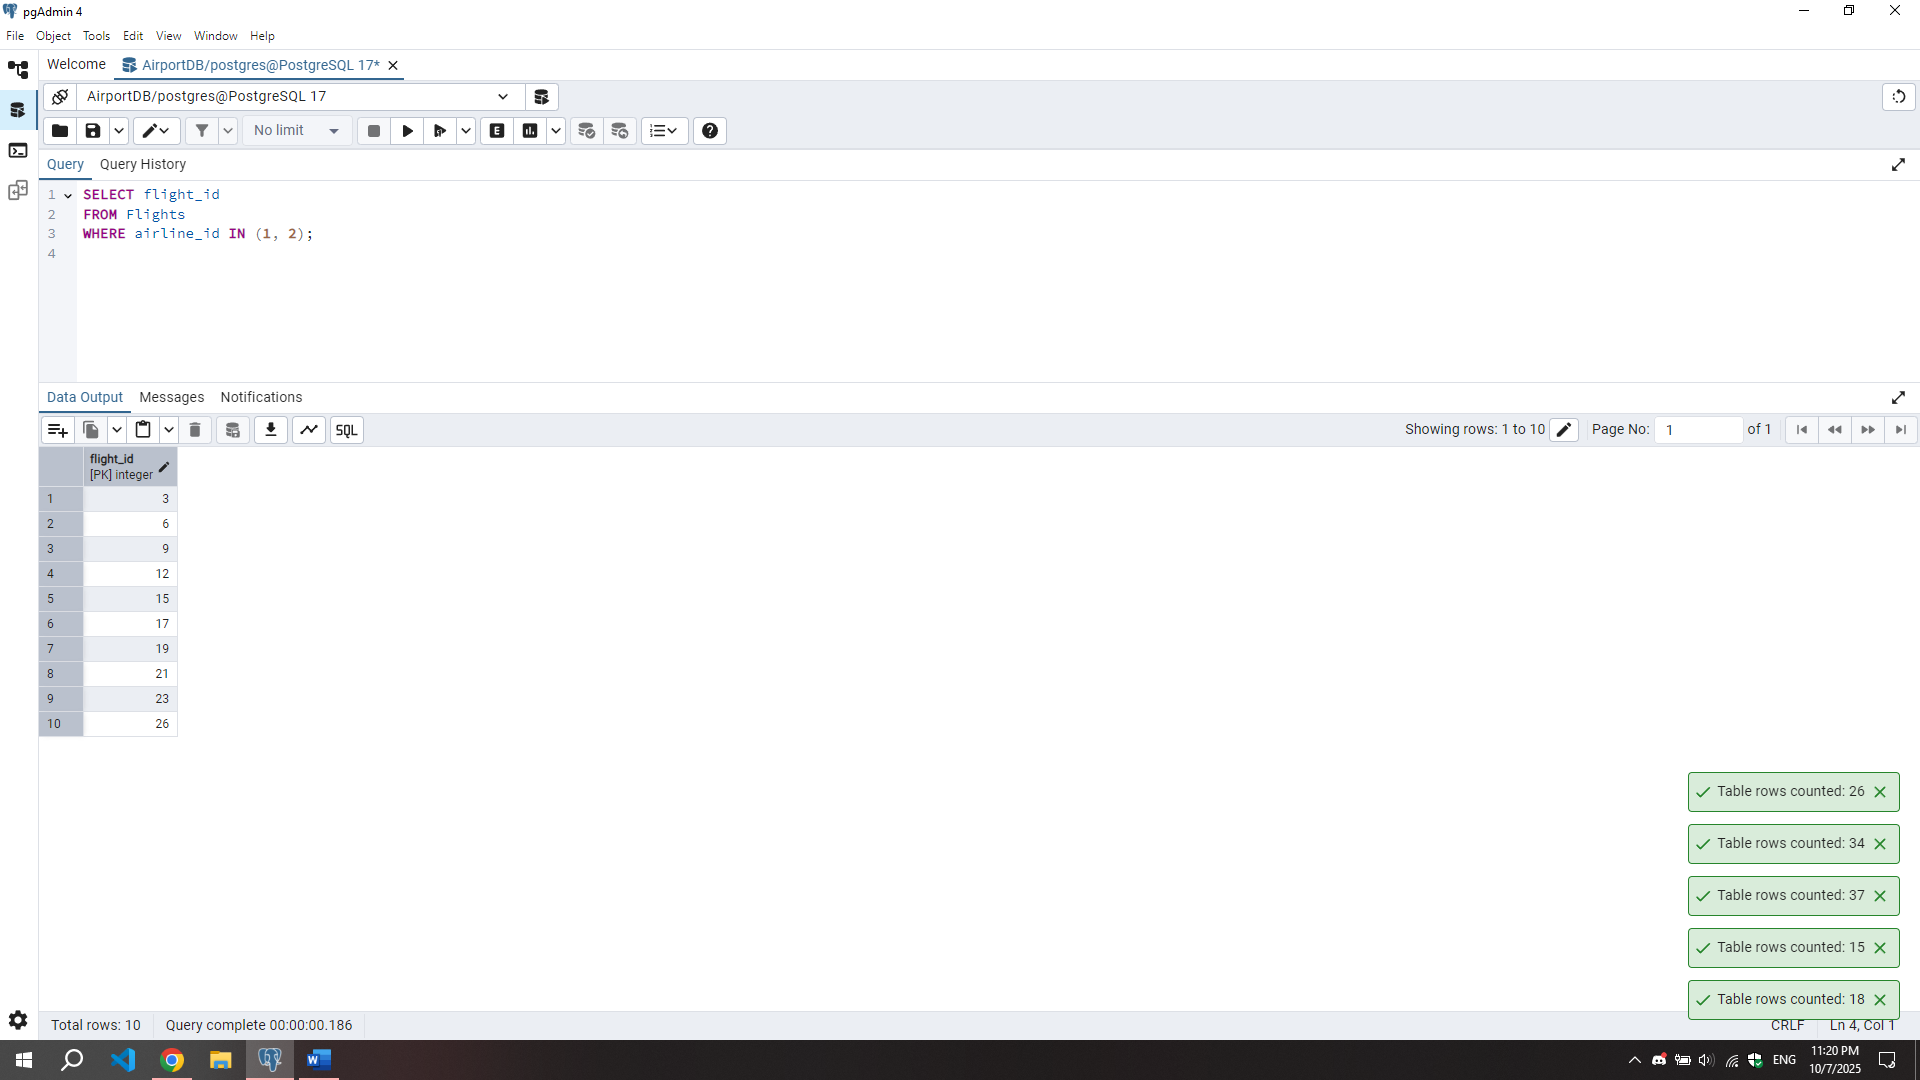 pgAdmin 4
File Object Tools Edit View Window Help
Welcome AirportDB/postgres@PostgreSQL 17*
AirportDB/postgres@PostgreSQL 17
No limit E
Query Query History
1 SELECT flight_id
2 FROM Flights
3 WHERE airline_id IN (1, 2);
4
Data Output Messages Notifications
SQL Showing rows: 1 to 10 Page No: 1 of 1
flight_id
[PK] integer
1 3
2 6
3 9
4 12
5 15
6 17
7 19
8 21
9 23
10 26
Table rows counted: 26
Table rows counted: 34
Table rows counted: 37
Table rows counted: 15
Table rows counted: 18
Total rows: 10 Query complete 00:00:00.186 CRLF Ln 4, Col 1
ENG 11:20 PM
10/7/2025